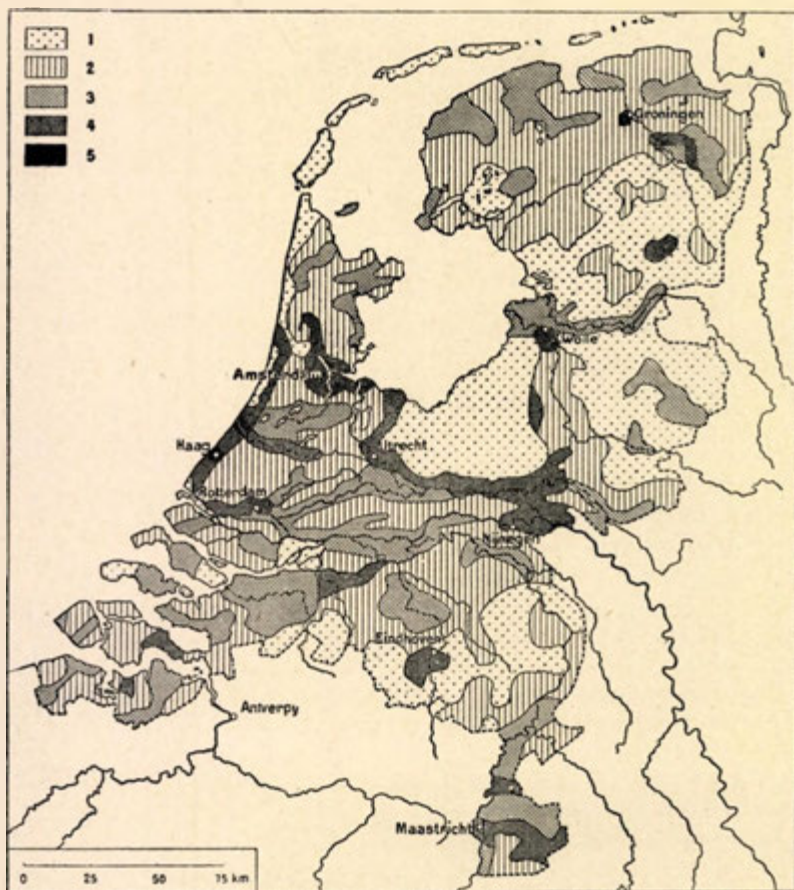 1
2
3
4
5
Groningen
Zwolle
Amsterdam
Haag
Utrecht
Rotterdam
Nijmegen
Eindhoven
Antverpy
Maastricht
0 25 50 75 km